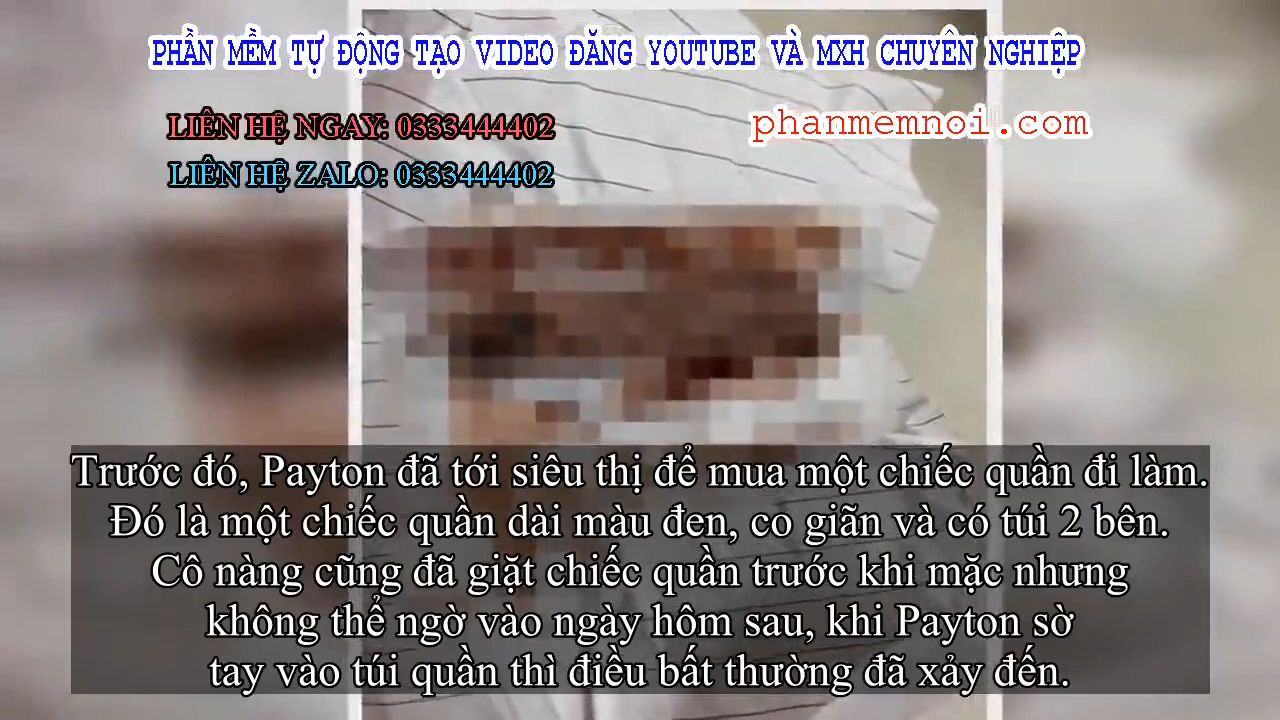 PHẦN MỀM TỰ ĐỘNG TẠO VIDEO ĐĂNG YOUTUBE VÀ MXH CHUYÊN NGHIỆP
LIÊN HỆ NGAY: 0333444402
phanmemnoi.com
LIÊN HỆ ZALO: 0333444402
Trước đó, Payton đã tới siêu thị để mua một chiếc quần đi làm.
Đó là một chiếc quần dài màu đen, co giãn và có túi 2 bên.
Cô nàng cũng đã giặt chiếc quần trước khi mặc nhưng
không thể ngờ vào ngày hôm sau, khi Payton sờ
tay vào túi quần thì điều bất thường đã xảy đến.